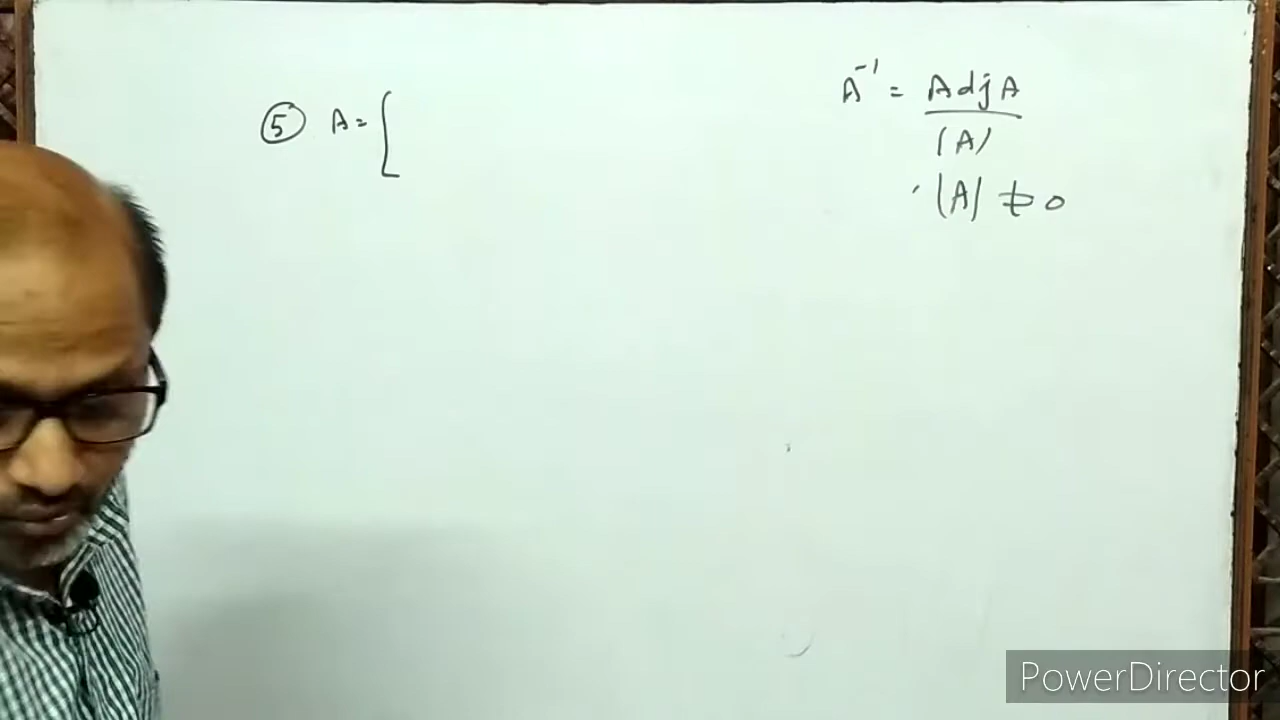 ⑤ A = [
A⁻¹ = Adj A
|A|
|A| ≠ 0
PowerDirector